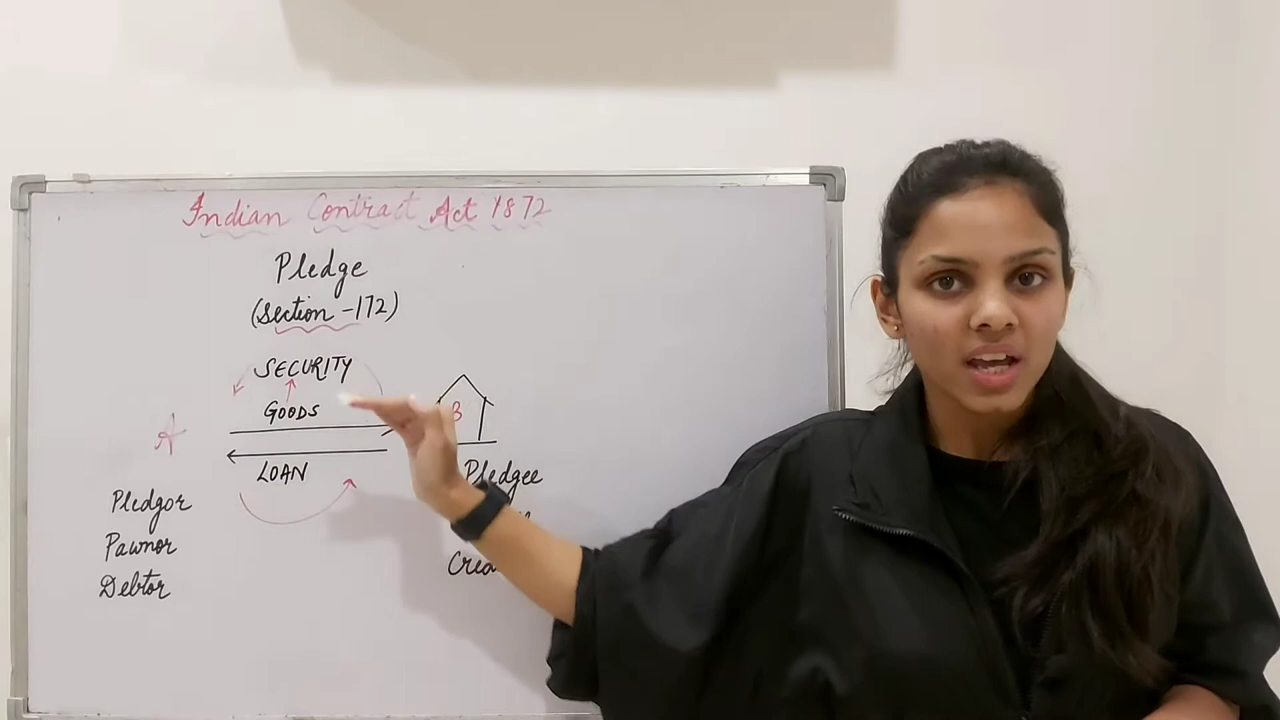 Indian Contract Act 1872
Pledge
(Section -172)
SECURITY
GOODS
A
B
LOAN
Pledgor
Pledgee
Pawnor
Debtor